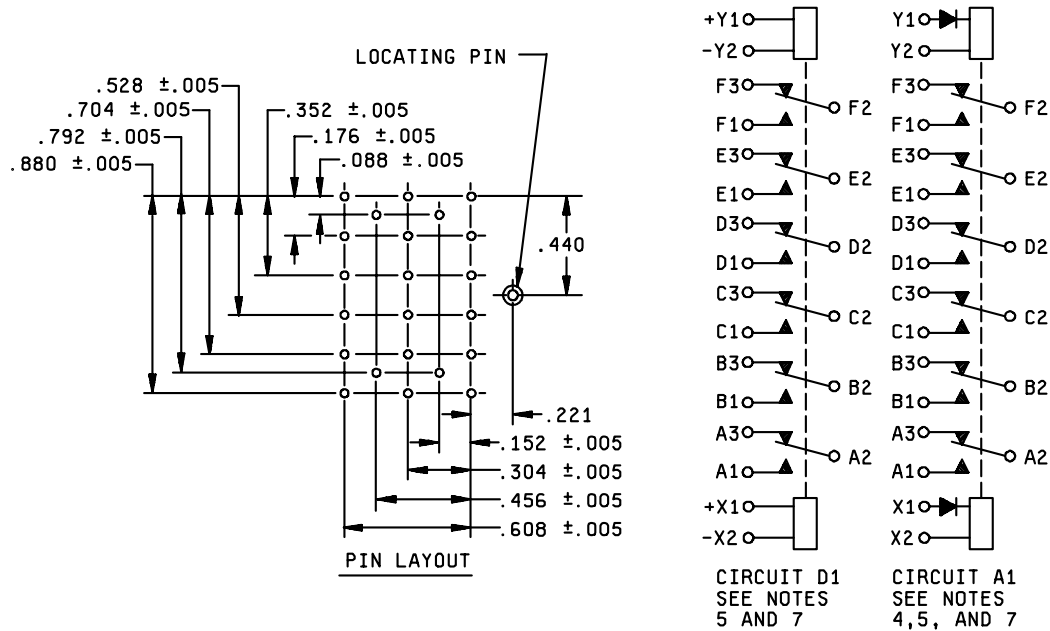 LOCATING PIN
.528 ±.005
.704 ±.005
.792 ±.005
.880 ±.005
.352 ±.005
.176 ±.005
.088 ±.005
.440
.221
.152 ±.005
.304 ±.005
.456 ±.005
.608 ±.005
PIN LAYOUT
+Y1
-Y2
F3
F2
F1
E3
E2
E1
D3
D2
D1
C3
C2
C1
B3
B2
B1
A3
A2
A1
+X1
-X2
CIRCUIT D1
SEE NOTES
5 AND 7
Y1
Y2
F3
F2
F1
E3
E2
E1
D3
D2
D1
C3
C2
C1
B3
B2
B1
A3
A2
A1
X1
X2
CIRCUIT A1
SEE NOTES
4,5, AND 7